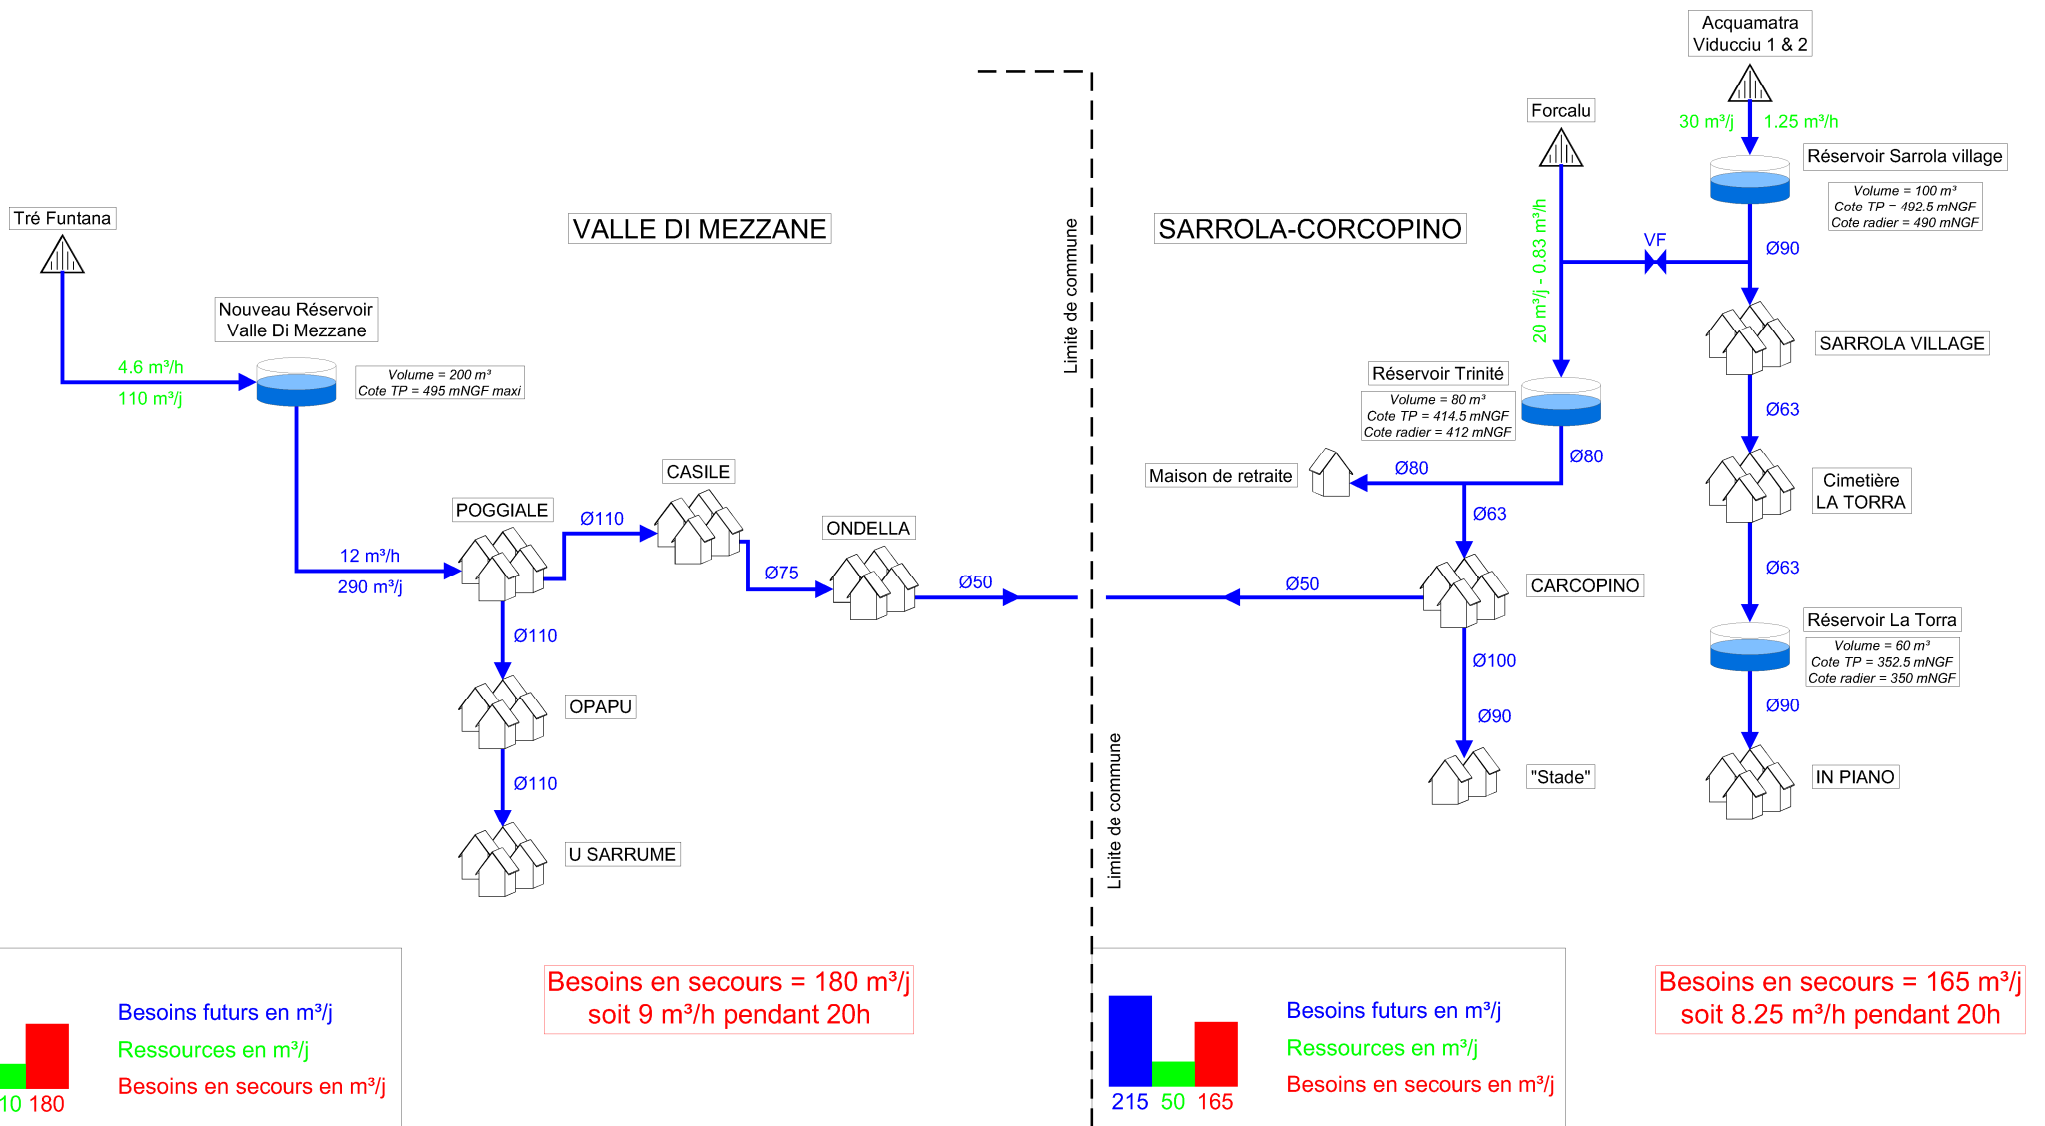 Acquamatra
Viducciu 1 & 2
Forcalu
30 m³/j
1.25 m³/h
Réservoir Sarrola village
Volume = 100 m³
Cote TP = 492.5 mNGF
Cote radier = 490 mNGF
Tré Funtana
VALLE DI MEZZANE
Limite de commune
SARROLA-CORCOPINO
20 m³/j - 0.83 m³/h
VF
Ø90
Nouveau Réservoir
Valle Di Mezzane
SARROLA VILLAGE
4.6 m³/h
110 m³/j
Volume = 200 m³
Cote TP = 495 mNGF maxi
Réservoir Trinité
Volume = 80 m³
Cote TP = 414.5 mNGF
Cote radier = 412 mNGF
Ø63
Ø80
Ø80
Maison de retraite
CASILE
Cimetière
LA TORRA
POGGIALE
Ø110
ONDELLA
Ø63
12 m³/h
290 m³/j
Ø75
Ø50
Ø50
CARCOPINO
Ø63
Réservoir La Torra
Volume = 60 m³
Cote TP = 352.5 mNGF
Cote radier = 350 mNGF
Ø110
Ø100
OPAPU
Ø90
Ø90
Limite de commune
Ø110
"Stade"
IN PIANO
U SARRUME
Besoins en secours = 180 m³/j
soit 9 m³/h pendant 20h
Besoins en secours = 165 m³/j
soit 8.25 m³/h pendant 20h
Besoins futurs en m³/j
Ressources en m³/j
Besoins en secours en m³/j
10 180
Besoins futurs en m³/j
Ressources en m³/j
Besoins en secours en m³/j
215 50 165